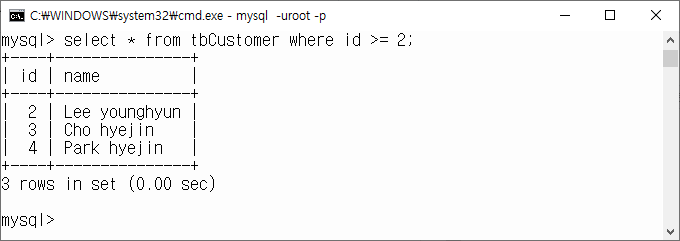 C:₩WINDOWS₩system32₩cmd.exe - mysql  -uroot -p
mysql> select * from tbCustomer where id >= 2;
+----+---------------+
| id | name          |
+----+---------------+
|  2 | Lee younghyun |
|  3 | Cho hyejin    |
|  4 | Park hyejin   |
+----+---------------+
3 rows in set (0.00 sec)
mysql>